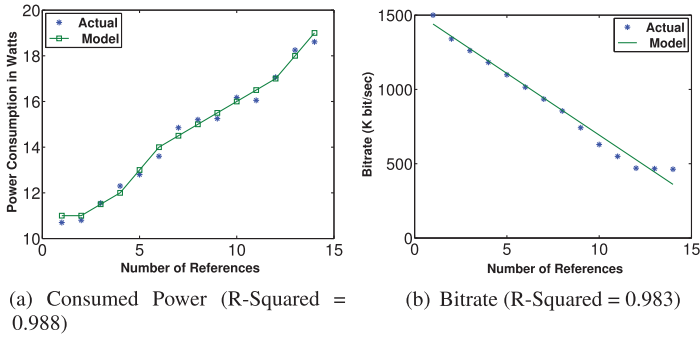 20
18
16
14
12
10
0
5
10
15
Power Consumption in Watts
Number of References
Actual
Model
(a) Consumed Power (R-Squared =
0.988)
1500
1000
500
0
0
5
10
15
Bitrate (K bit/sec)
Number of References
Actual
Model
(b) Bitrate (R-Squared = 0.983)